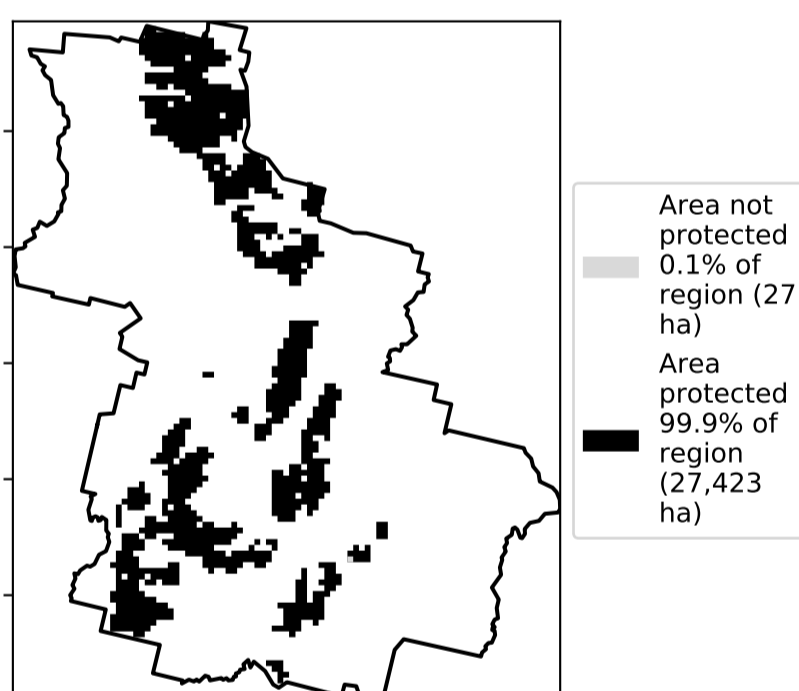 Area not
protected
0.1% of
region (27
ha)
Area
protected
99.9% of
region
(27,423
ha)